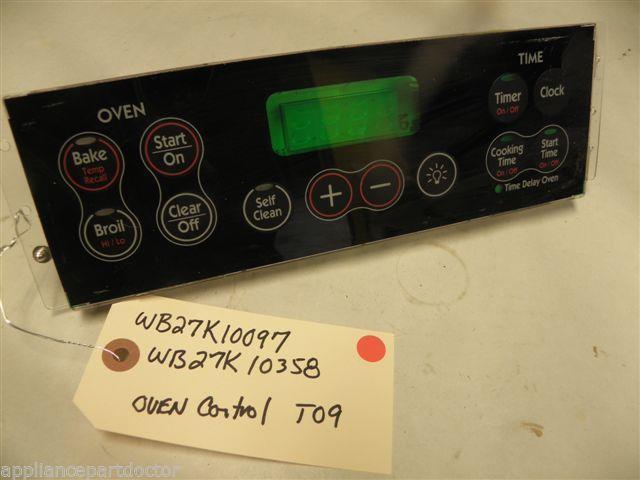 OVEN
TIME
Bake
Temp
Recall
Start
On
Broil
Hi / Lo
Clear
Off
Self
Clean
+
−
Timer
On/Off
Clock
Cooking
Time
On/Off
Start
Time
On/Off
Time Delay Oven
WB27K10097
WB27K10358
OVEN Control T09
appliancepartdoctor